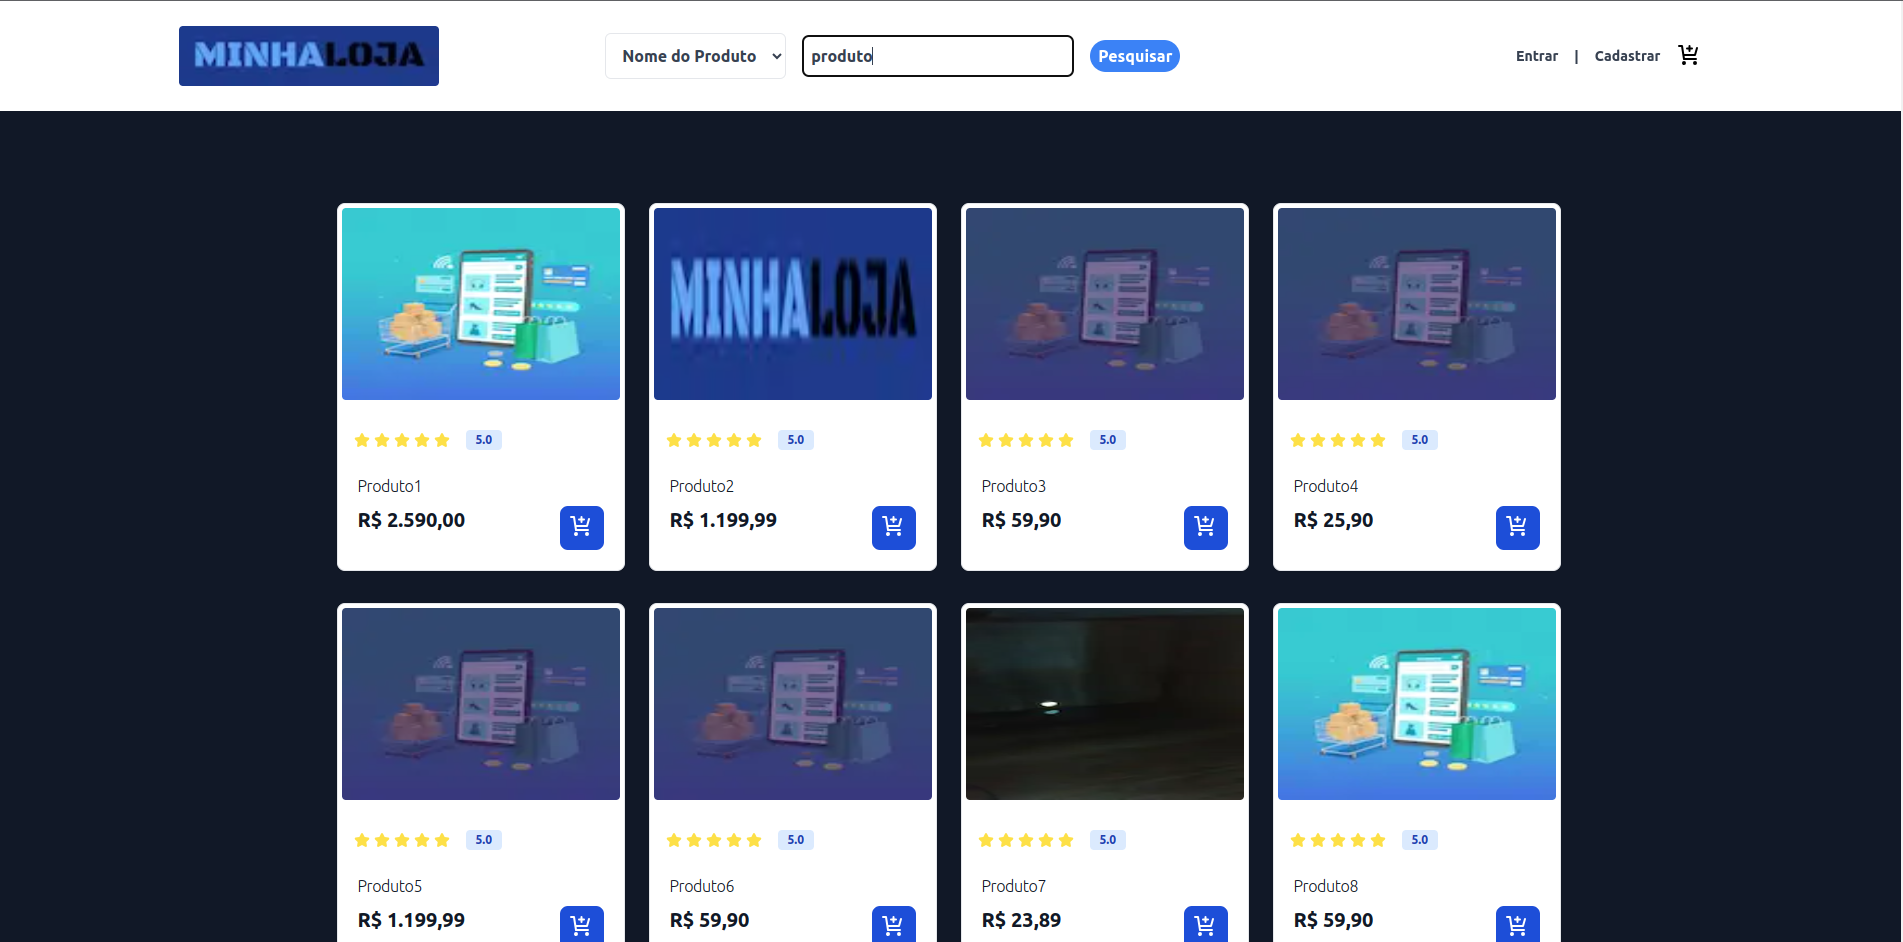 MINHALOJA
Nome do Produto
produto
Pesquisar
Entrar | Cadastrar
MINHALOJA
5.0
5.0
5.0
5.0
Produto1
Produto2
Produto3
Produto4
R$ 2.590,00
R$ 1.199,99
R$ 59,90
R$ 25,90
5.0
5.0
5.0
5.0
Produto5
Produto6
Produto7
Produto8
R$ 1.199,99
R$ 59,90
R$ 23,89
R$ 59,90